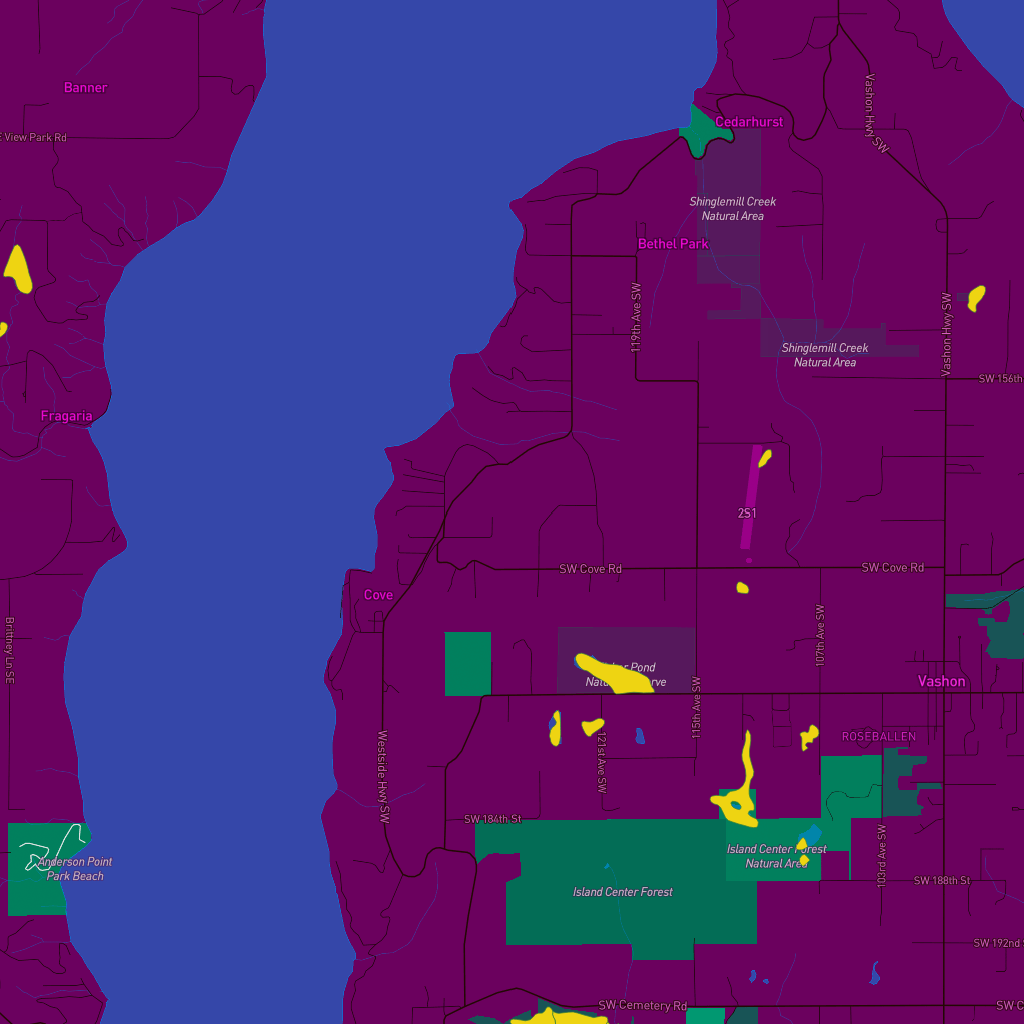 Banner
E View Park Rd
Vashon Hwy SW
Cedarhurst
Shinglemill Creek
Natural Area
Bethel Park
119th Ave SW
Vashon Hwy SW
Shinglemill Creek
Natural Area
SW 156th
Fragaria
2S1
SW Cove Rd
SW Cove Rd
Cove
Brittney Ln SE
107th Ave SW
Pond
Vashon
115th Ave SW
121st Ave SW
Westside Hwy SW
ROSEBALLEN
SW 184th St
Island Center Forest
Natural Area
103rd Ave SW
Anderson Point
Park Beach
Island Center Forest
SW 188th St
SW 192nd
SW Cemetery Rd
SW C